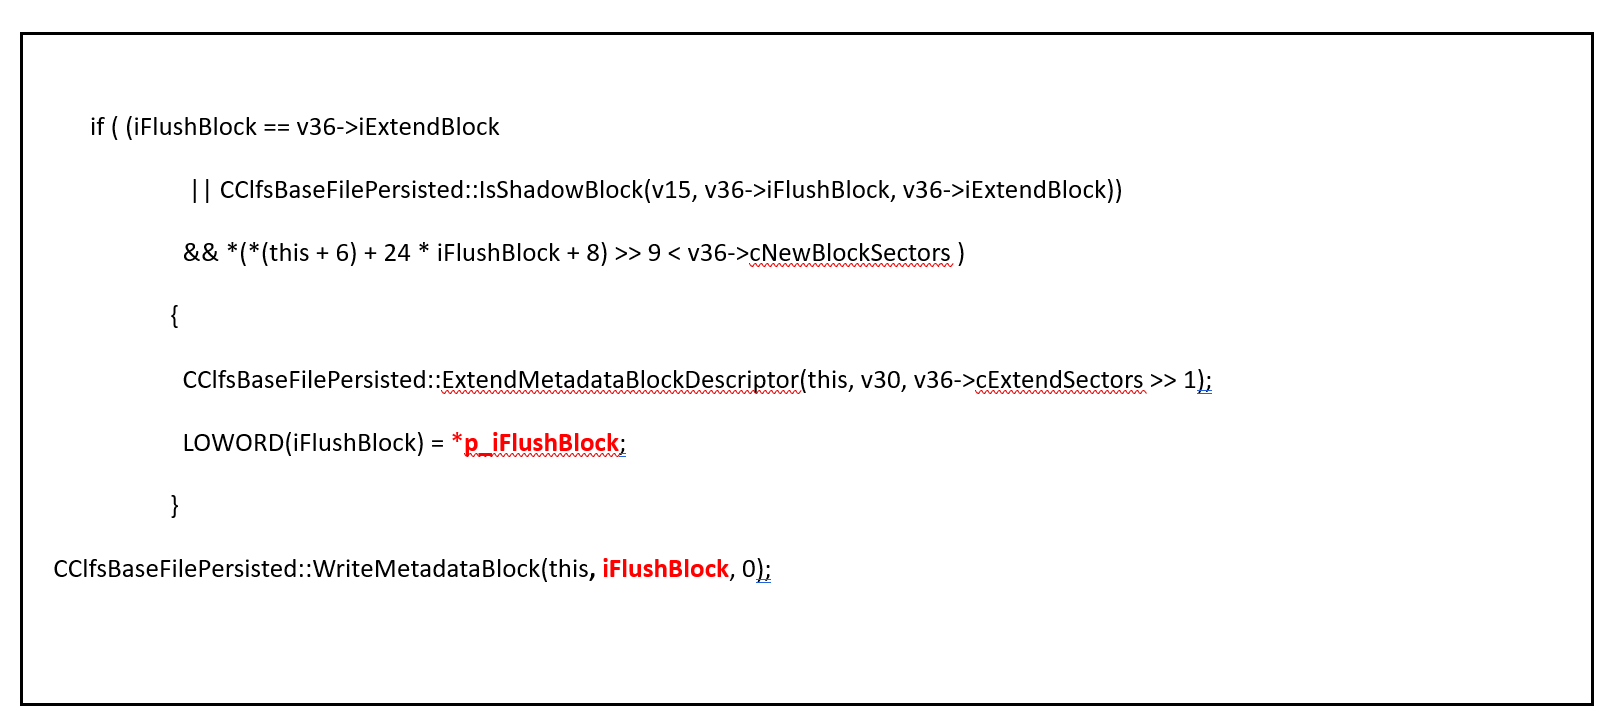 if ( (iFlushBlock == v36->iExtendBlock
|| CClfsBaseFilePersisted::IsShadowBlock(v15, v36->iFlushBlock, v36->iExtendBlock))
&& *(*(this + 6) + 24 * iFlushBlock + 8) >> 9 < v36->cNewBlockSectors )
{
CClfsBaseFilePersisted::ExtendMetadataBlockDescriptor(this, v30, v36->cExtendSectors >> 1);
LOWORD(iFlushBlock) = *p_iFlushBlock;
}
CClfsBaseFilePersisted::WriteMetadataBlock(this, iFlushBlock, 0);